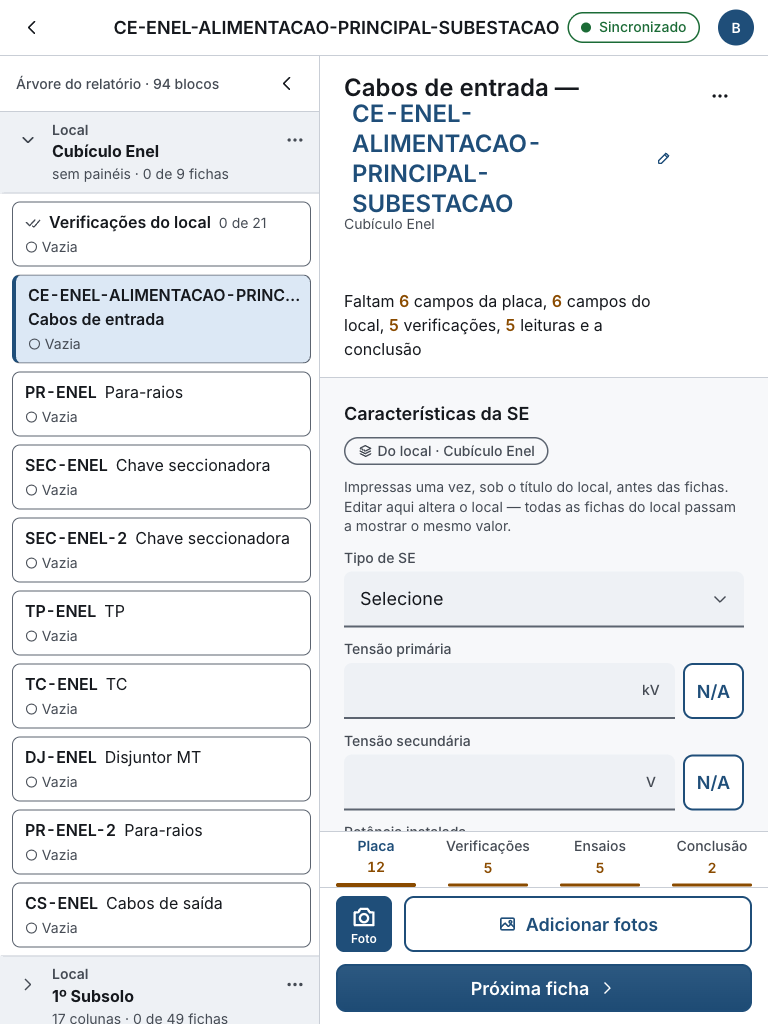 CE-ENEL-ALIMENTACAO-PRINCIPAL-SUBESTACAO
Sincronizado
B
Árvore do relatório · 94 blocos
Local
Cubículo Enel
sem painéis · 0 de 9 fichas
Verificações do local 0 de 21
Vazia
CE-ENEL-ALIMENTACAO-PRINC...
Cabos de entrada
Vazia
PR-ENEL Para-raios
Vazia
SEC-ENEL Chave seccionadora
Vazia
SEC-ENEL-2 Chave seccionadora
Vazia
TP-ENEL TP
Vazia
TC-ENEL TC
Vazia
DJ-ENEL Disjuntor MT
Vazia
PR-ENEL-2 Para-raios
Vazia
CS-ENEL Cabos de saída
Vazia
Local
1º Subsolo
17 colunas · 0 de 49 fichas
Cabos de entrada —
CE-ENEL-
ALIMENTACAO-
PRINCIPAL-
SUBESTACAO
Cubículo Enel
Faltam 6 campos da placa, 6 campos do
local, 5 verificações, 5 leituras e a
conclusão
Características da SE
Do local · Cubículo Enel
Impressas uma vez, sob o título do local, antes das fichas.
Editar aqui altera o local — todas as fichas do local passam
a mostrar o mesmo valor.
Tipo de SE
Selecione
Tensão primária
kV
N/A
Tensão secundária
V
N/A
Potência instalada
Placa
12
Verificações
5
Ensaios
5
Conclusão
2
Foto
Adicionar fotos
Próxima ficha